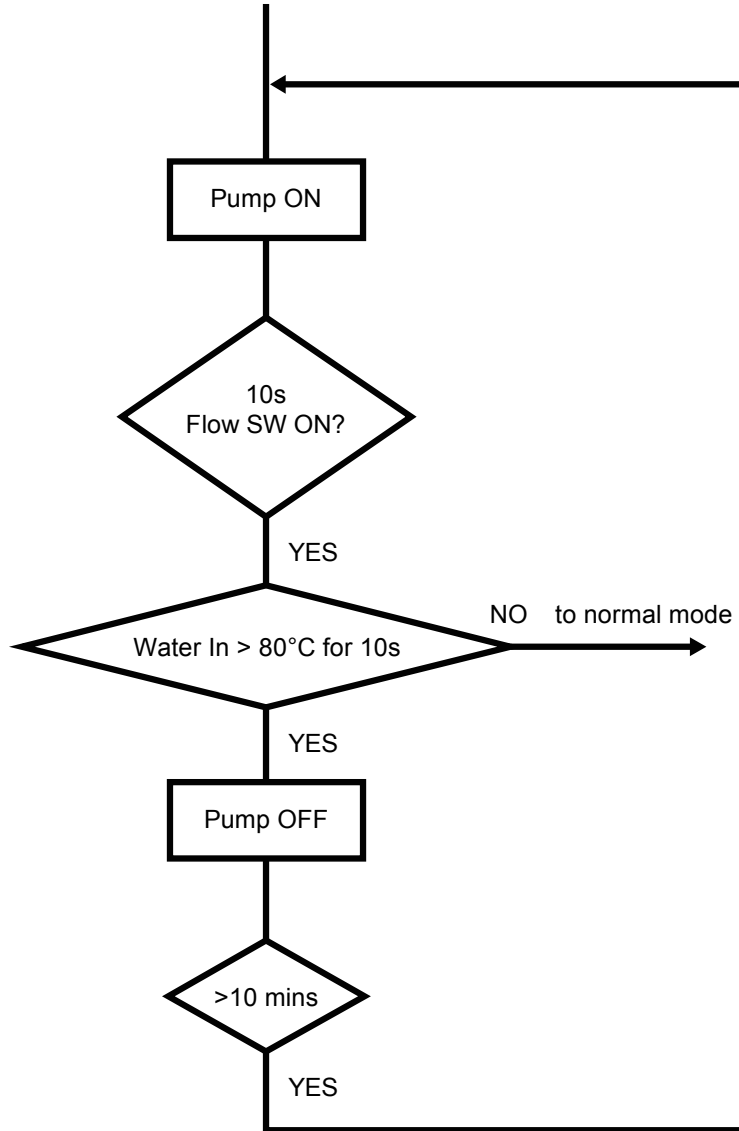 Pump ON
10s
Flow SW ON?
YES
NO to normal mode
Water In > 80°C for 10s
YES
Pump OFF
>10 mins
YES